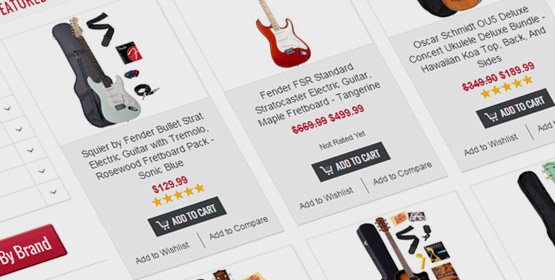 FEATURED
Squier by Fender Bullet Strat
Electric Guitar with Tremolo,
Rosewood Fretboard Pack -
Sonic Blue
$129.99
ADD TO CART
Add to Wishlist
Add to Compare
Fender FSR Standard
Stratocaster Electric Guitar,
Maple Fretboard - Tangerine
$669.99 $499.99
Not Rated Yet
ADD TO CART
Add to Wishlist
Add to Compare
Oscar Schmidt OU5 Deluxe
Concert Ukulele Deluxe Bundle -
Hawaiian Koa Top, Back, And
Sides
$349.90 $189.99
ADD TO CART
Add to Wishlist
Add
By Brand